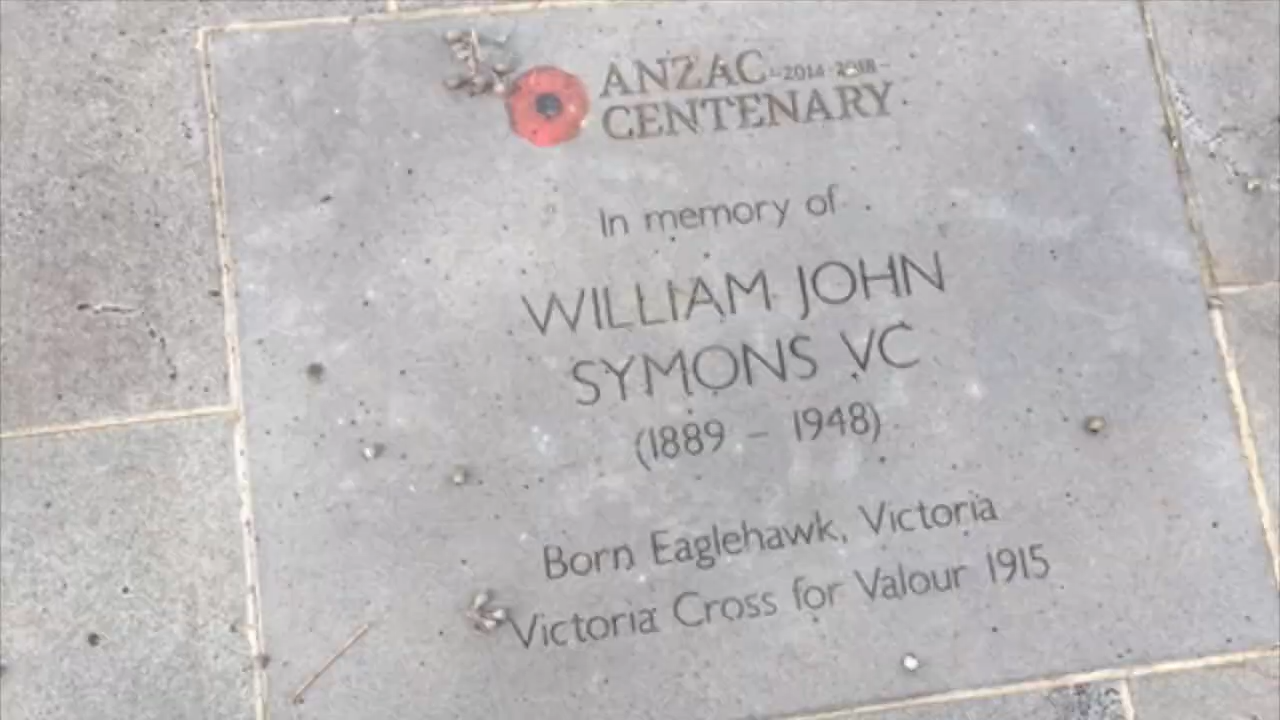 ANZAC -2014-2018-
CENTENARY
In memory of
WILLIAM JOHN
SYMONS VC
(1889 – 1948)
Born Eaglehawk, Victoria
Victoria Cross for Valour 1915